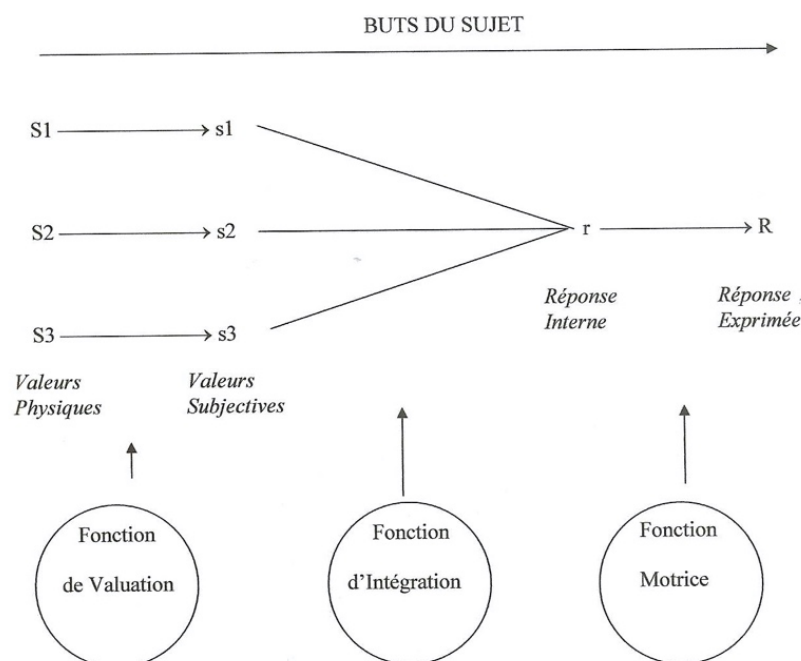 BUTS DU SUJET
S1 s1
S2 s2 r R
Réponse Réponse
Interne Exprimée
S3 s3
Valeurs Valeurs
Physiques Subjectives
Fonction Fonction Fonction
de Valuation d'Intégration Motrice